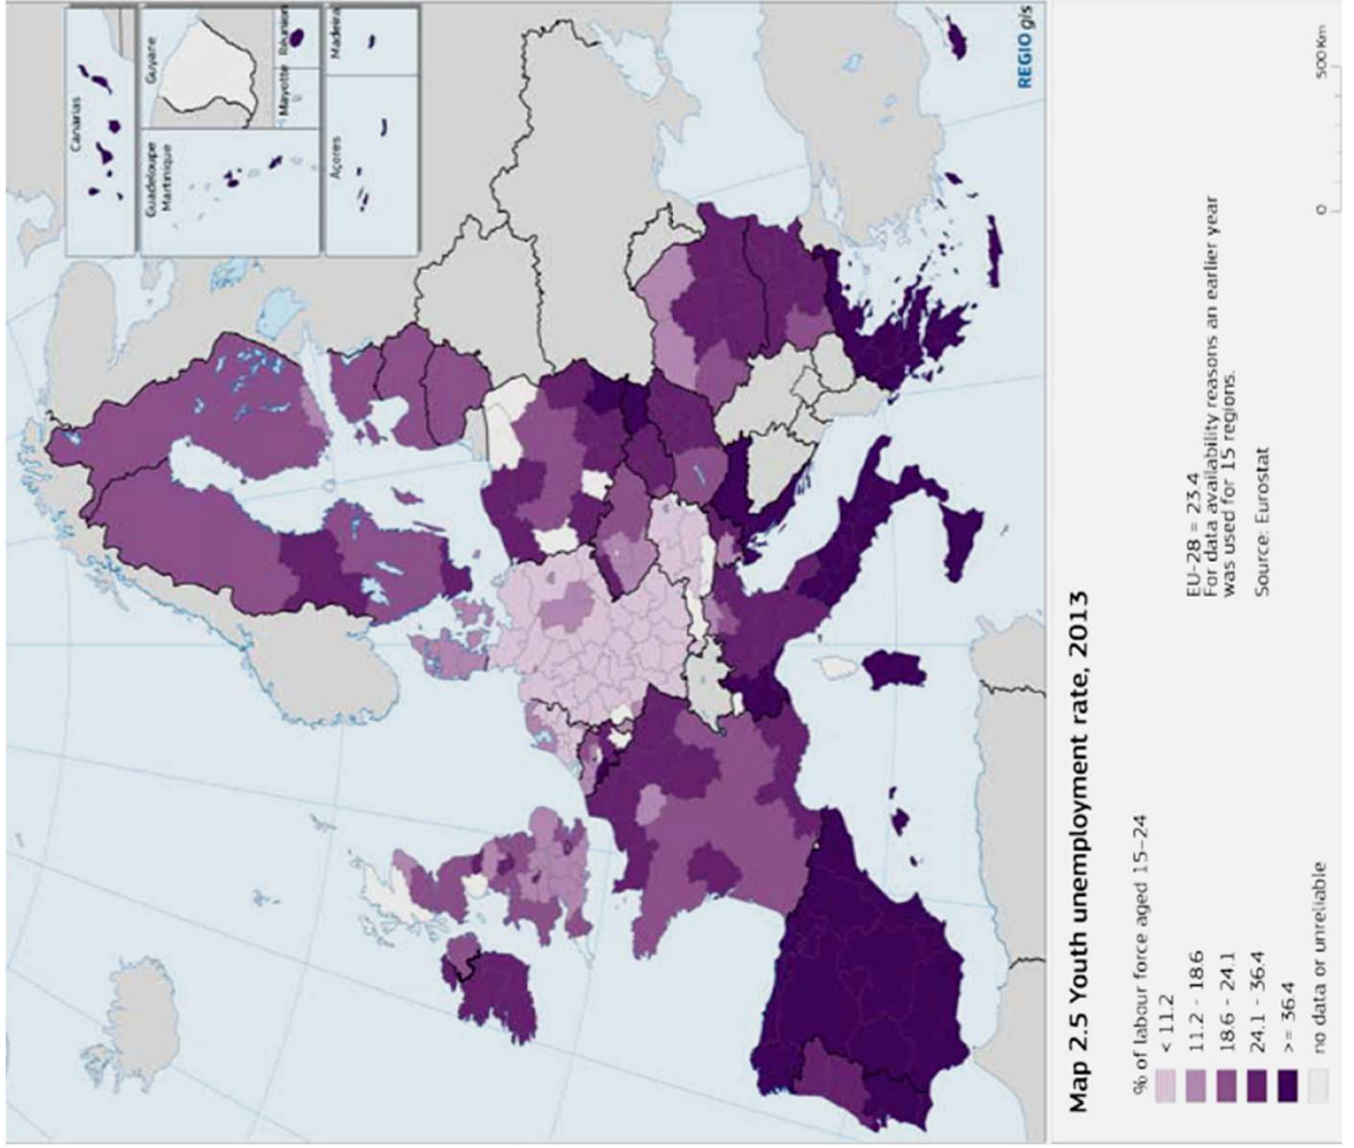 Canarias
Guyane
Guadeloupe
Martinique
Mayotte
Réunion
Açores
Madeira
REGIOgis
Map 2.5 Youth unemployment rate, 2013
% of labour force aged 15–24
< 11.2
11.2 - 18.6
18.6 - 24.1
24.1 - 36.4
>= 36.4
no data or unreliable
EU-28 = 23.4
For data availability reasons an earlier year
was used for 15 regions.
Source: Eurostat
0 500 Km